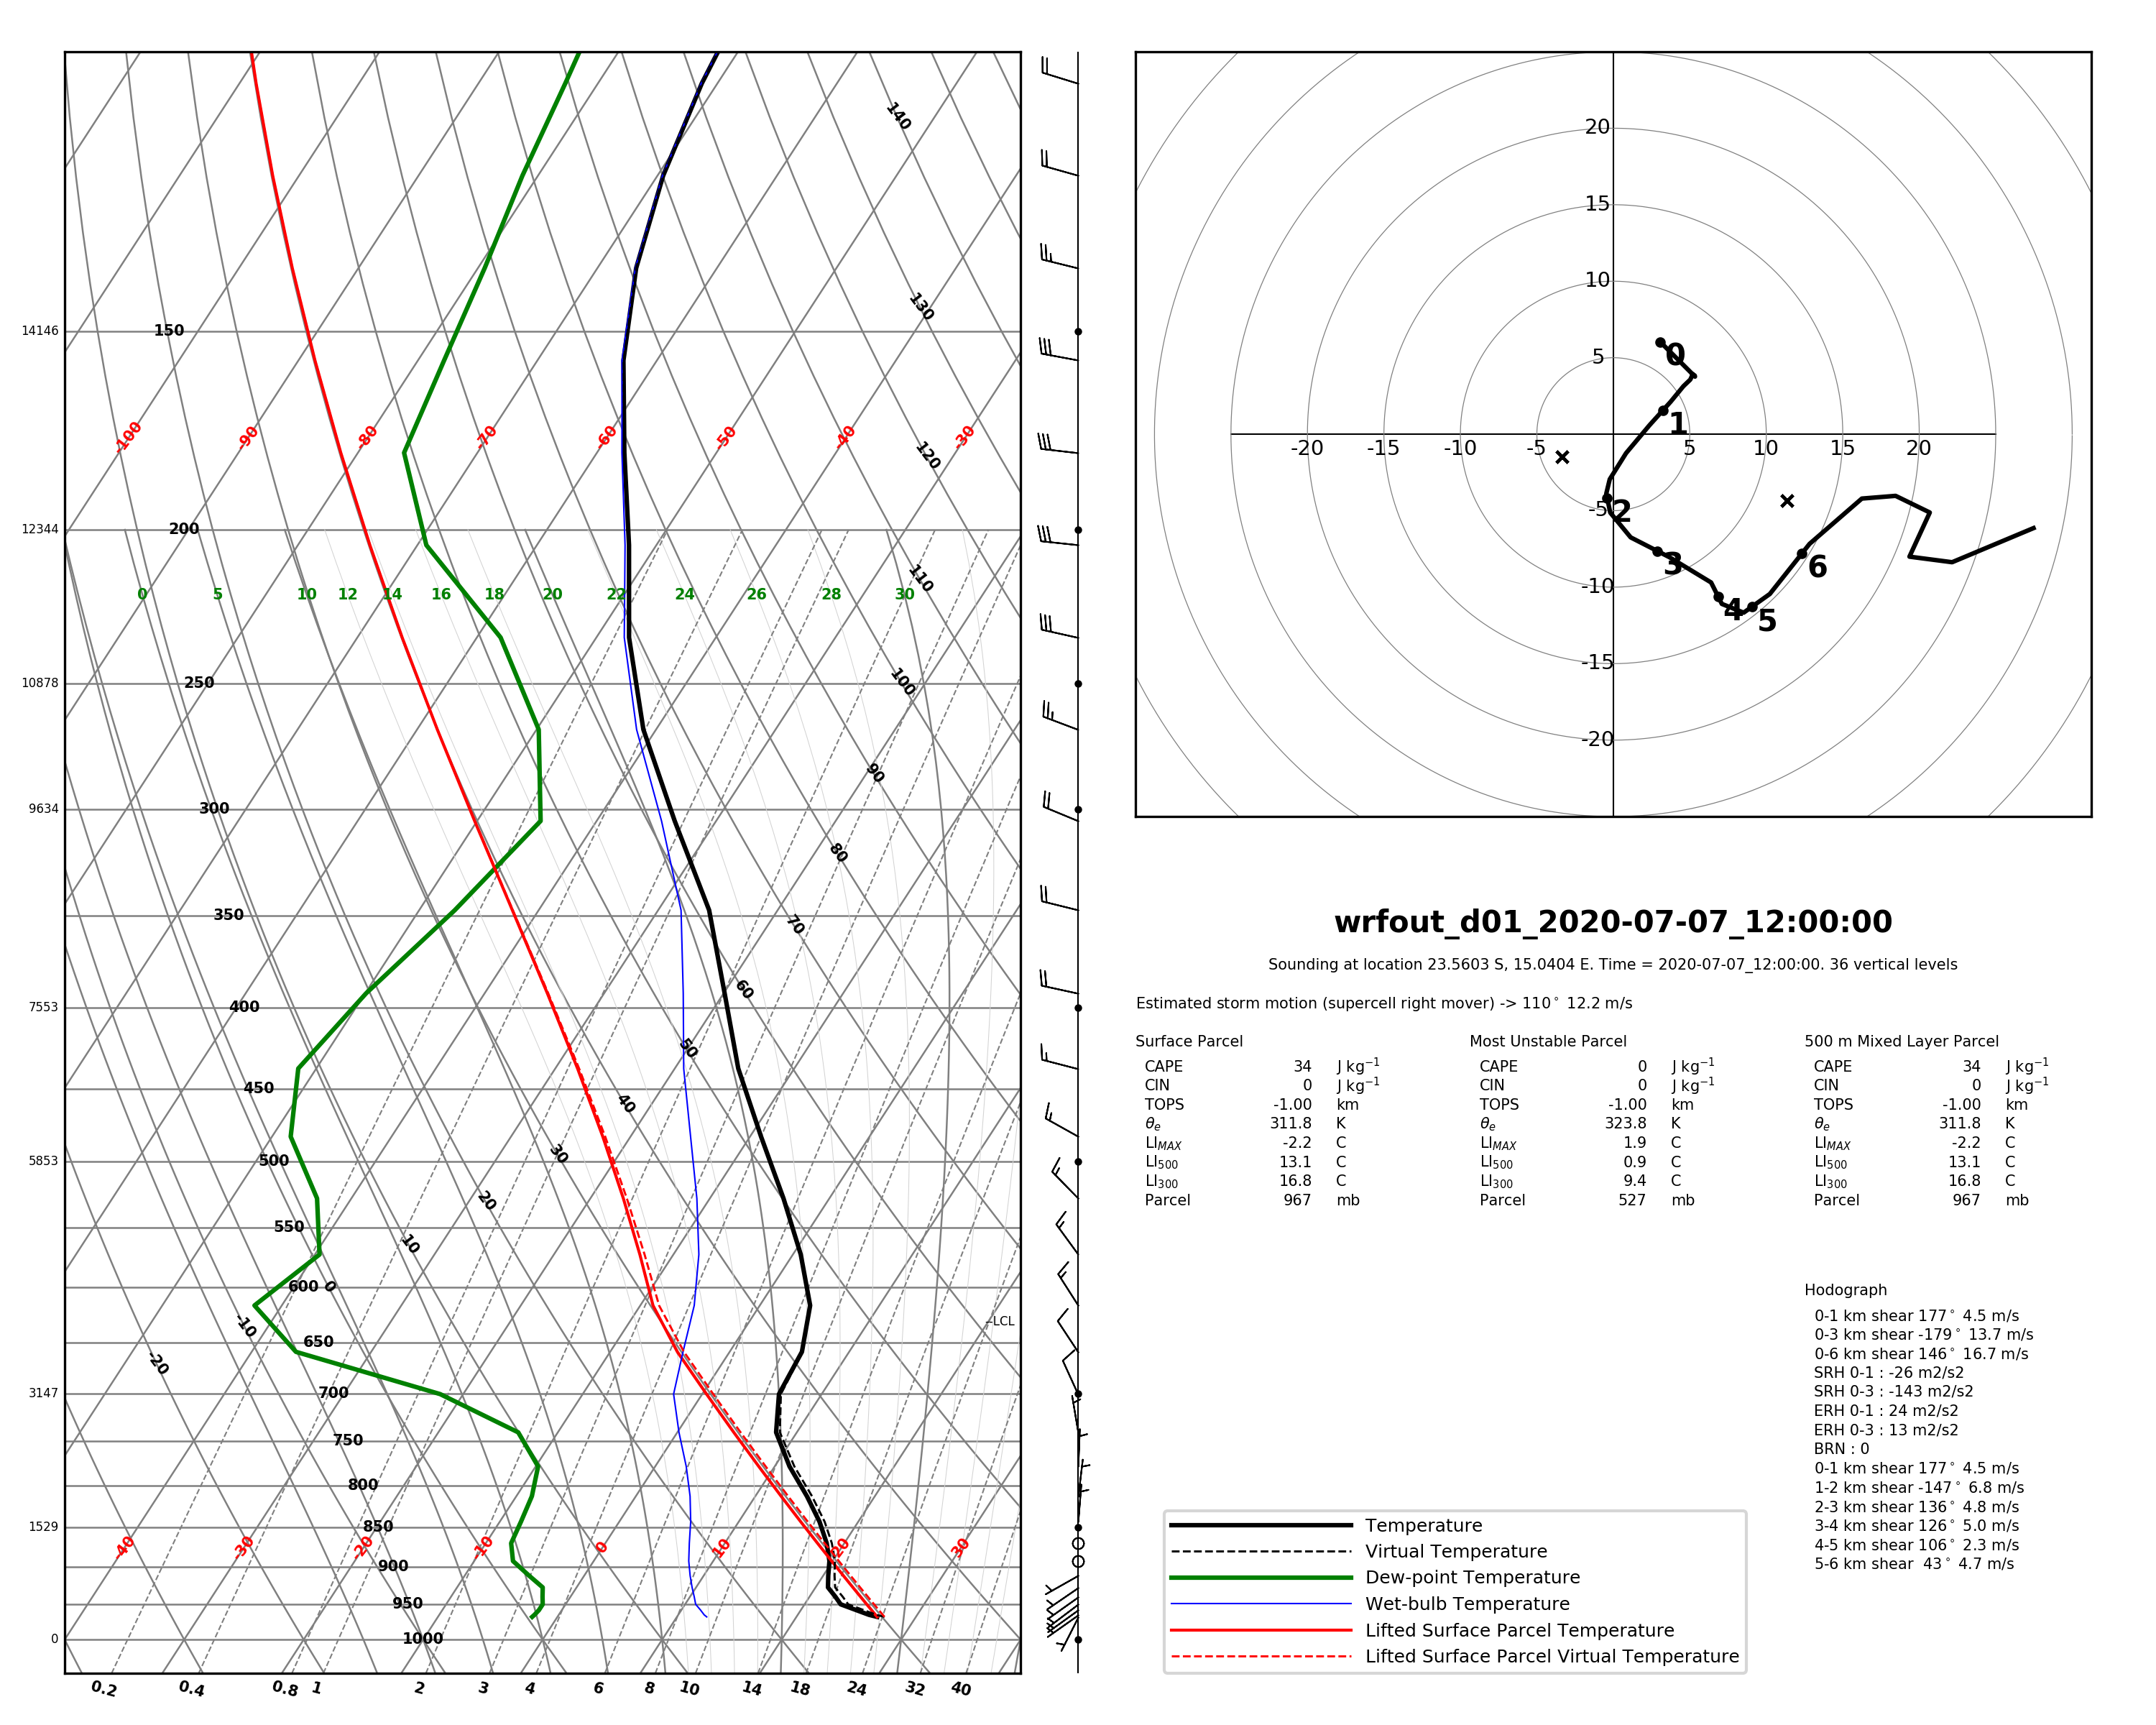 140
130
14146 150
-100 -90 -80 -70 -60 -50 -40 -30
120
12344 200
110
0 5 10 12 14 16 18 20 22 24 26 28 30
10878 250 100
90
9634 300
80
350 70
7553 400 60
50
450 40
5853 500 30
20
550 10
600 0
-10 --LCL
650
-20
3147 700
750
800
1529 850
-40 -30 -20 -10 0 10 20 30
900
950
0 1000
0.2 0.4 0.8 1 2 3 4 6 8 10 14 18 24 32 40
20
15
10
5
0
1
-20 -15 -10 -5 5 10 15 20
-5 2
3
6
-10 4
5
-15
-20
wrfout_d01_2020-07-07_12:00:00
Sounding at location 23.5603 S, 15.0404 E. Time = 2020-07-07_12:00:00. 36 vertical levels
Estimated storm motion (supercell right mover) -> 110° 12.2 m/s
Surface Parcel
CAPE 34 J kg⁻¹
CIN 0 J kg⁻¹
TOPS -1.00 km
θe 311.8 K
LIMAX -2.2 C
LI500 13.1 C
LI300 16.8 C
Parcel 967 mb
Most Unstable Parcel
CAPE 0 J kg⁻¹
CIN 0 J kg⁻¹
TOPS -1.00 km
θe 323.8 K
LIMAX 1.9 C
LI500 0.9 C
LI300 9.4 C
Parcel 527 mb
500 m Mixed Layer Parcel
CAPE 34 J kg⁻¹
CIN 0 J kg⁻¹
TOPS -1.00 km
θe 311.8 K
LIMAX -2.2 C
LI500 13.1 C
LI300 16.8 C
Parcel 967 mb
Hodograph
0-1 km shear 177° 4.5 m/s
0-3 km shear -179° 13.7 m/s
0-6 km shear 146° 16.7 m/s
SRH 0-1 : -26 m2/s2
SRH 0-3 : -143 m2/s2
ERH 0-1 : 24 m2/s2
ERH 0-3 : 13 m2/s2
BRN : 0
0-1 km shear 177° 4.5 m/s
1-2 km shear -147° 6.8 m/s
2-3 km shear 136° 4.8 m/s
3-4 km shear 126° 5.0 m/s
4-5 km shear 106° 2.3 m/s
5-6 km shear 43° 4.7 m/s
Temperature
Virtual Temperature
Dew-point Temperature
Wet-bulb Temperature
Lifted Surface Parcel Temperature
Lifted Surface Parcel Virtual Temperature